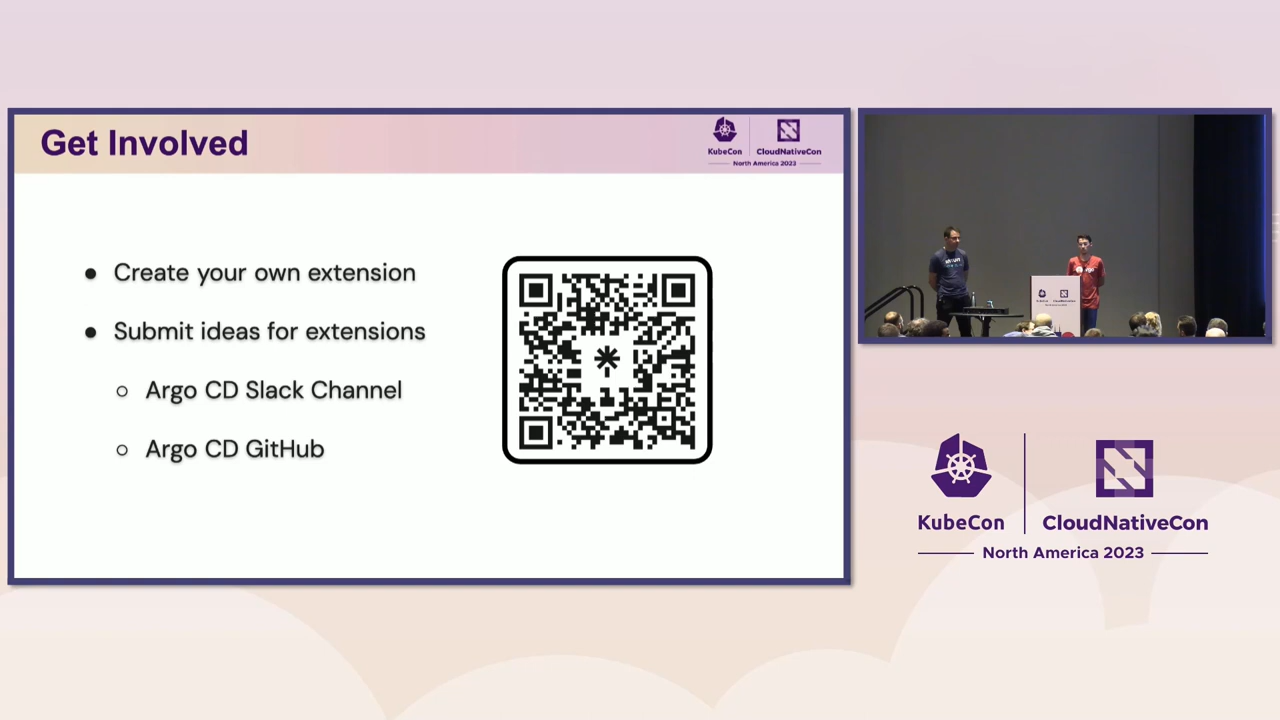 Get Involved
KubeCon
CloudNativeCon
North America 2023
Create your own extension
Submit ideas for extensions
Argo CD Slack Channel
Argo CD GitHub
KubeCon
CloudNativeCon
North America 2023